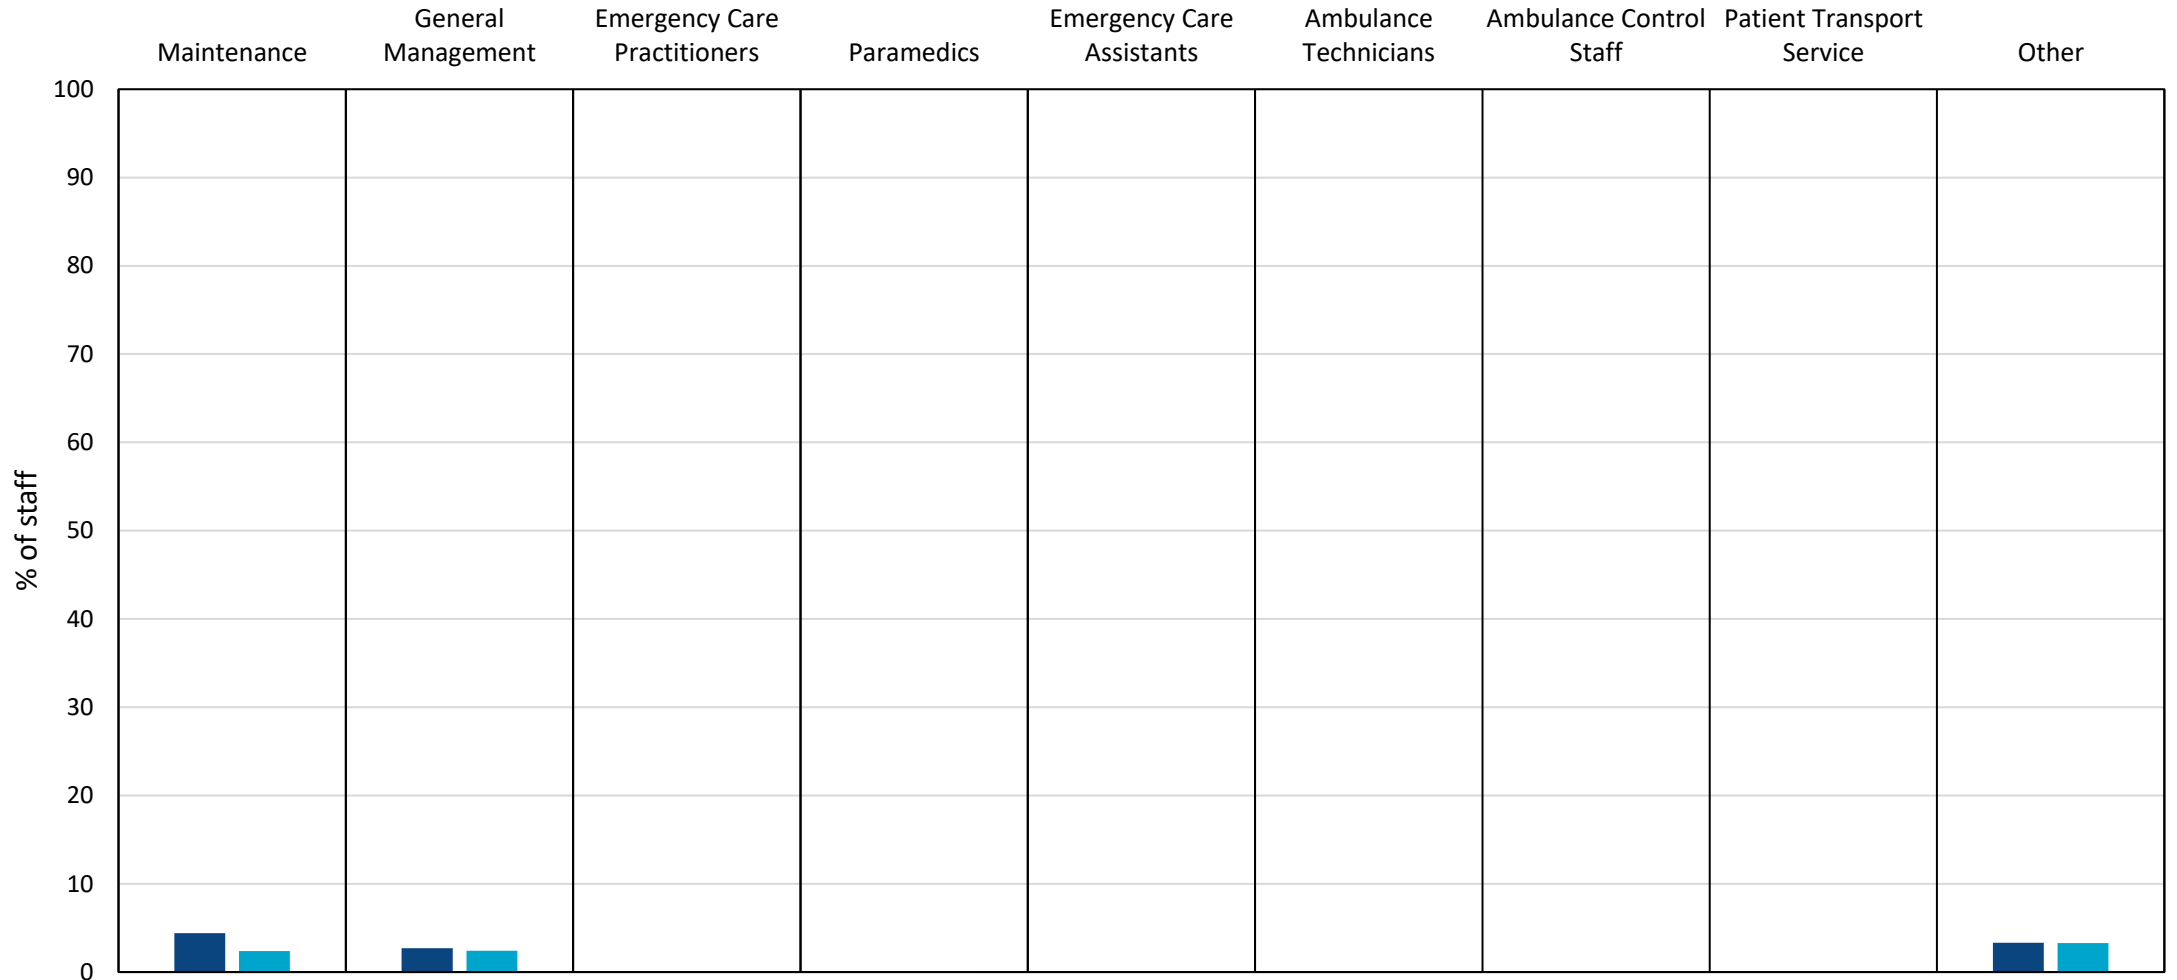 Maintenance
General
Management
Emergency Care
Practitioners
Paramedics
Emergency Care
Assistants
Ambulance
Technicians
Ambulance Control
Staff
Patient Transport
Service
Other
100
90
80
70
60
50
40
30
20
10
0
% of staff